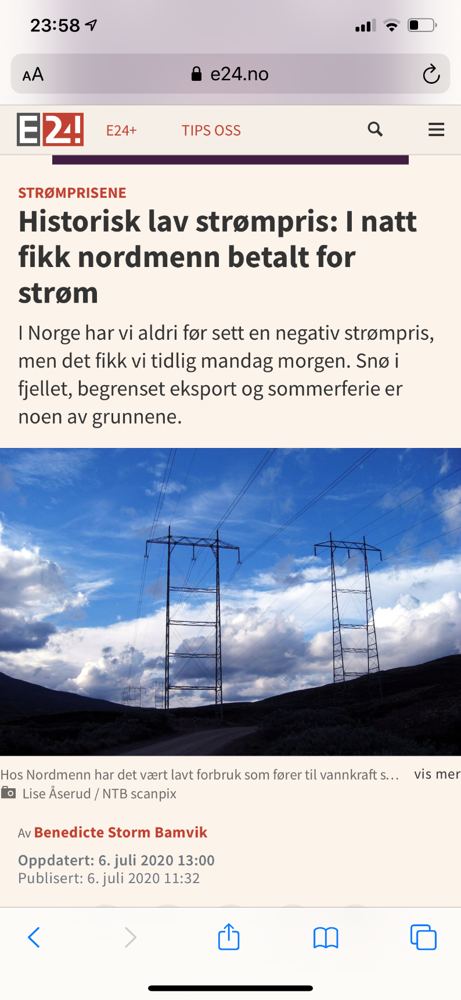 23:58
AA e24.no
E24! E24+ TIPS OSS
STRØMPRISENE
Historisk lav strømpris: I natt
fikk nordmenn betalt for
strøm
I Norge har vi aldri før sett en negativ strømpris,
men det fikk vi tidlig mandag morgen. Snø i
fjellet, begrenset eksport og sommerferie er
noen av grunnene.
Hos Nordmenn har det vært lavt forbruk som fører til vannkraft s... vis mer
Lise Åserud / NTB scanpix
Av Benedicte Storm Bamvik
Oppdatert: 6. juli 2020 13:00
Publisert: 6. juli 2020 11:32